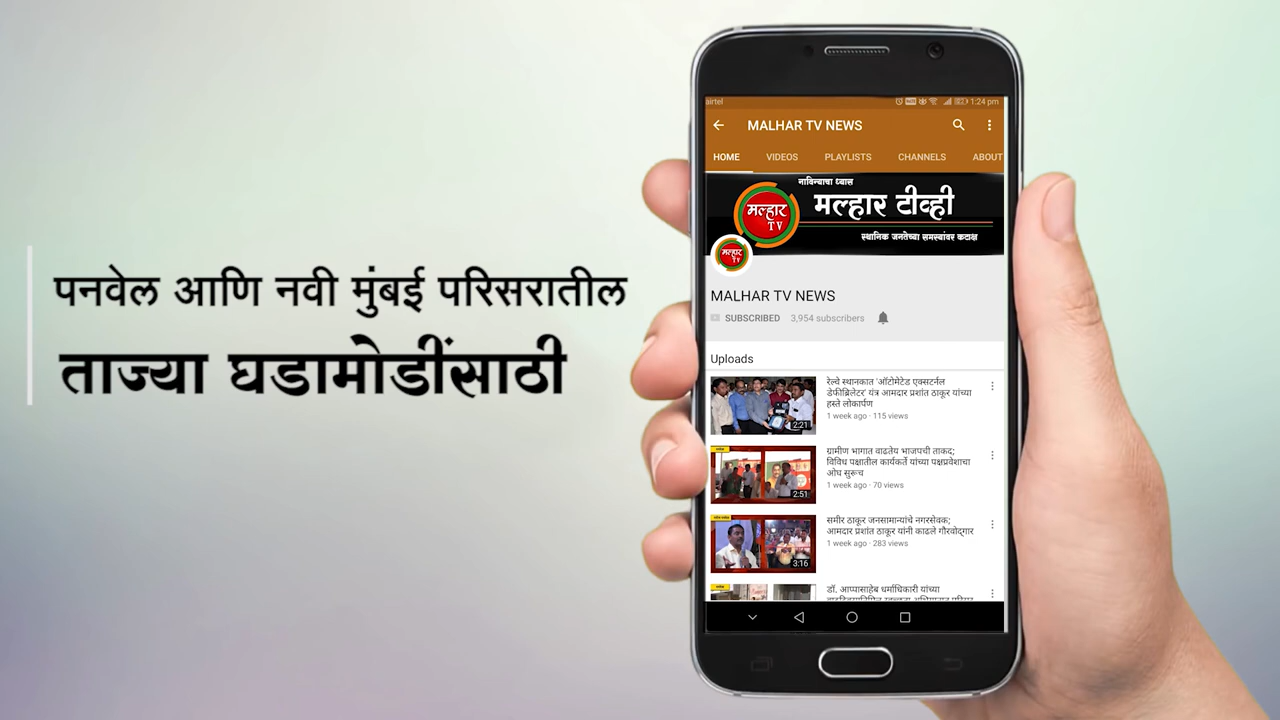 पनवेल आणि नवी मुंबई परिसरातील
ताज्या घडामोडींसाठी
airtel
1:24 pm
MALHAR TV NEWS
HOME VIDEOS PLAYLISTS CHANNELS ABOUT
नाविन्याचा ध्यास
मल्हार टीव्ही
स्थानिक जनतेच्या समस्यांवर कटाक्ष
मल्हार
TV
मल्हार
TV
MALHAR TV NEWS
SUBSCRIBED 3,954 subscribers
Uploads
रेल्वे स्थानकात 'ऑटोमेटेड एक्सटर्नल
डेफीब्रिलेटर' यंत्र आमदार प्रशांत ठाकूर यांच्या
हस्ते लोकार्पण
1 week ago · 115 views
2:21
ग्रामीण भागात वाढतेय भाजपची ताकद;
विविध पक्षातील कार्यकर्ते यांच्या पक्षप्रवेशाचा
ओघ सुरूच
1 week ago · 70 views
2:51
समीर ठाकूर जनसामान्यांचे नगरसेवक;
आमदार प्रशांत ठाकूर यांनी काढले गौरवोद्गार
1 week ago · 283 views
3:16
डॉ. आप्पासाहेब धर्माधिकारी यांच्या